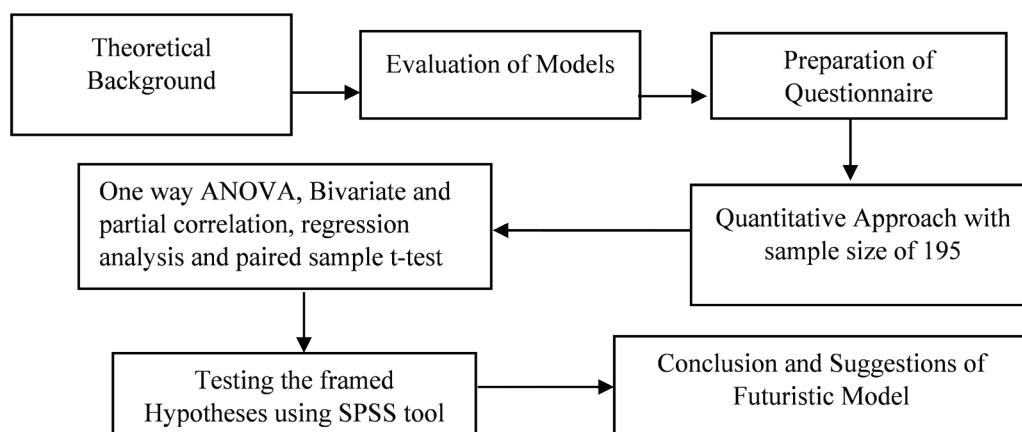 Theoretical
Background
Evaluation of Models
Preparation of
Questionnaire
Quantitative Approach with
sample size of 195
One way ANOVA, Bivariate and
partial correlation, regression
analysis and paired sample t-test
Testing the framed
Hypotheses using SPSS tool
Conclusion and Suggestions of
Futuristic Model